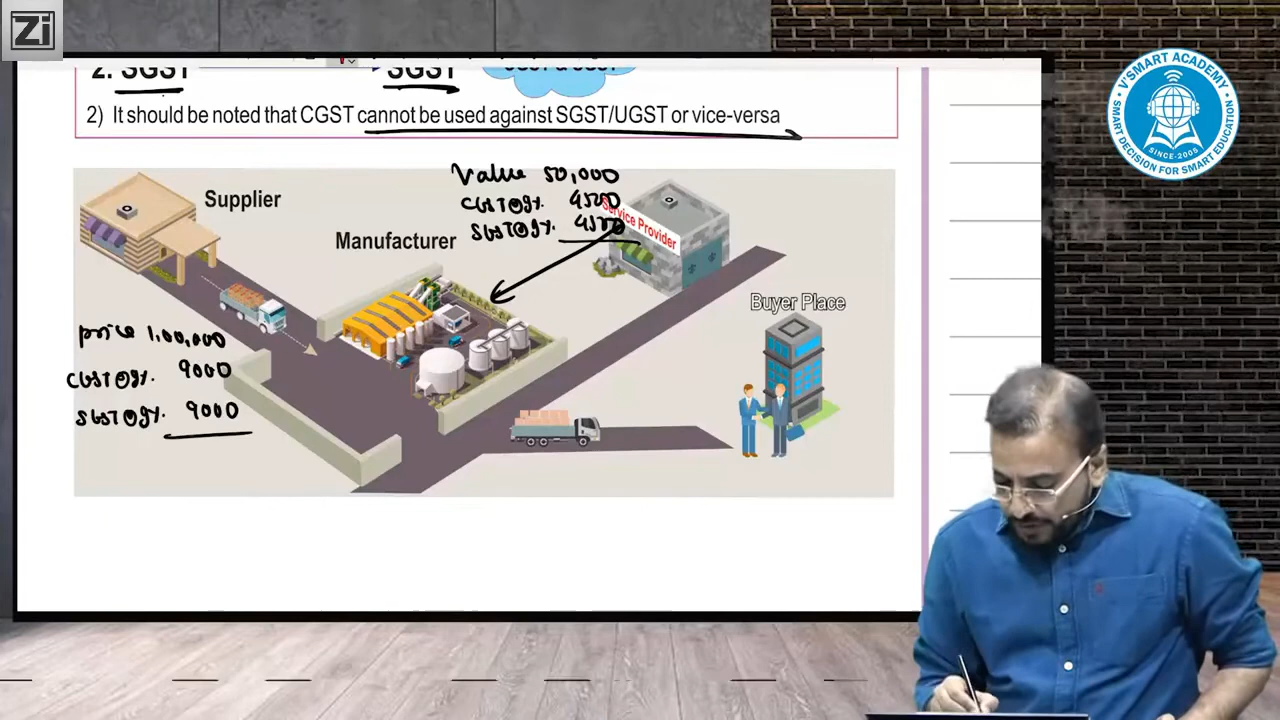 Zi
2. SGST SGST
2) It should be noted that CGST cannot be used against SGST/UGST or vice-versa
Value 50,000
CGST@9%. 4500
SGST@9%. 4500
Supplier
Manufacturer
Service Provider
Buyer Place
price 1,00,000
CGST@9%. 9000
SGST@9%. 9000
V'SMART ACADEMY
SINCE-2005
SMART DECISION FOR SMART EDUCATION